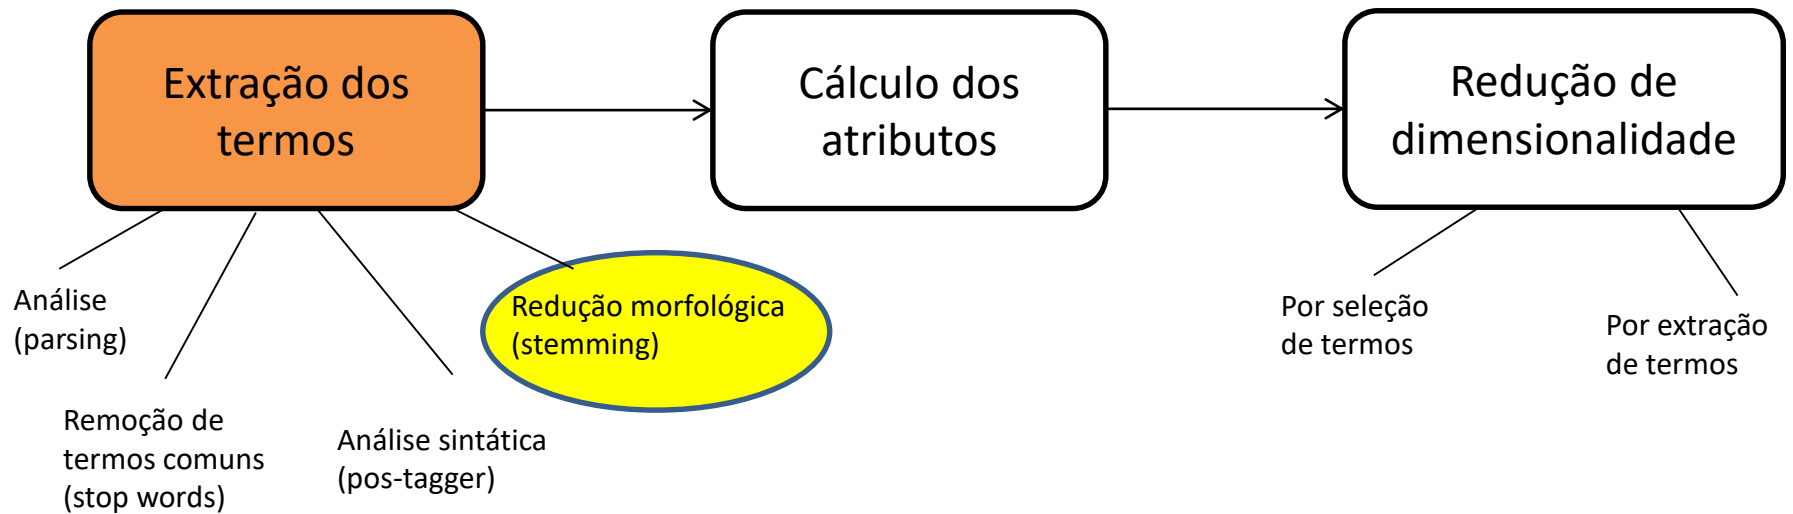 Extração dos
termos
Cálculo dos
atributos
Redução de
dimensionalidade
Análise
(parsing)
Remoção de
termos comuns
(stop words)
Análise sintática
(pos-tagger)
Redução morfológica
(stemming)
Por seleção
de termos
Por extração
de termos